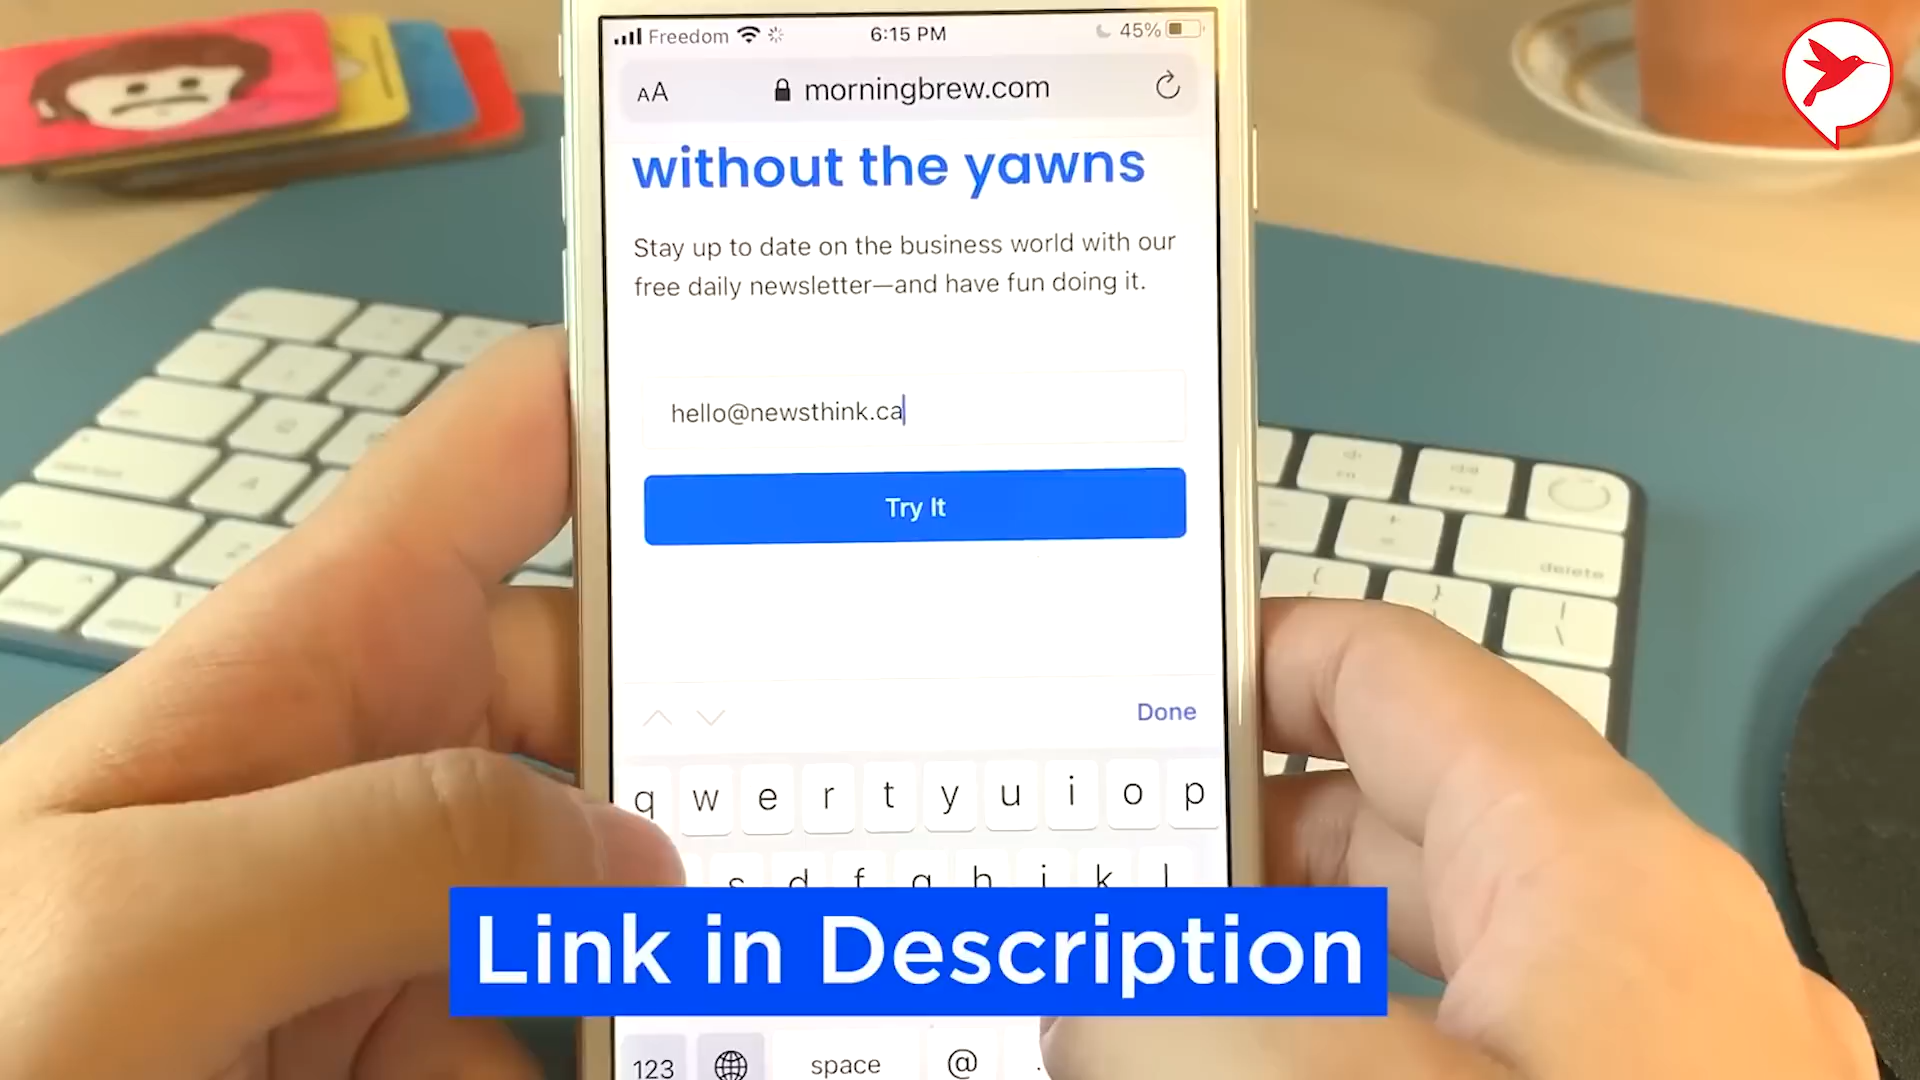 Freedom
6:15 PM
45%
AA
morningbrew.com
without the yawns
Stay up to date on the business world with our
free daily newsletter—and have fun doing it.
hello@newsthink.ca
Try It
Done
q w e r t y u i o p
s d f g h j k l
Link in Description
123 space @ .
delete